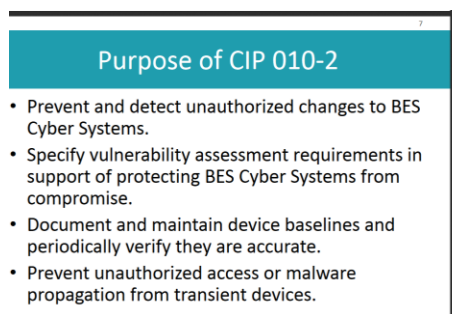 7
Purpose of CIP 010-2
• Prevent and detect unauthorized changes to BES
Cyber Systems.
• Specify vulnerability assessment requirements in
support of protecting BES Cyber Systems from
compromise.
• Document and maintain device baselines and
periodically verify they are accurate.
• Prevent unauthorized access or malware
propagation from transient devices.